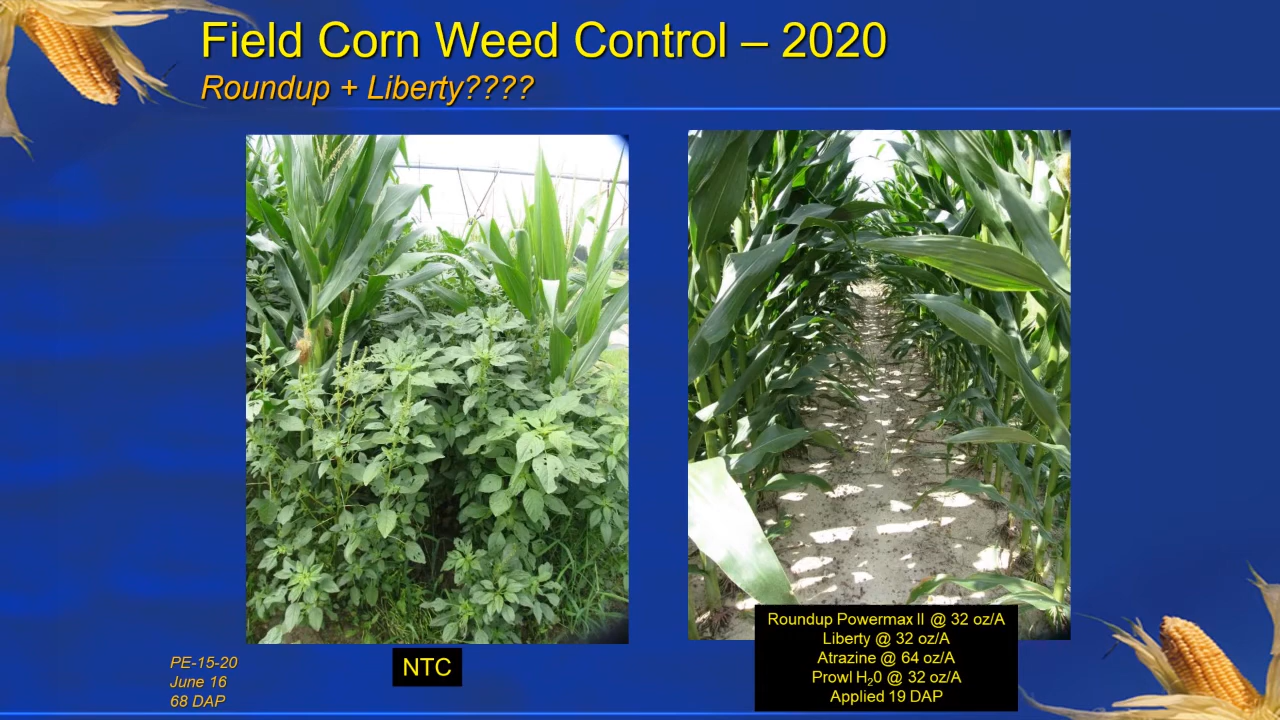 Field Corn Weed Control – 2020
Roundup + Liberty????
PE-15-20
June 16
68 DAP
NTC
Roundup Powermax II @ 32 oz/A
Liberty @ 32 oz/A
Atrazine @ 64 oz/A
Prowl H₂0 @ 32 oz/A
Applied 19 DAP